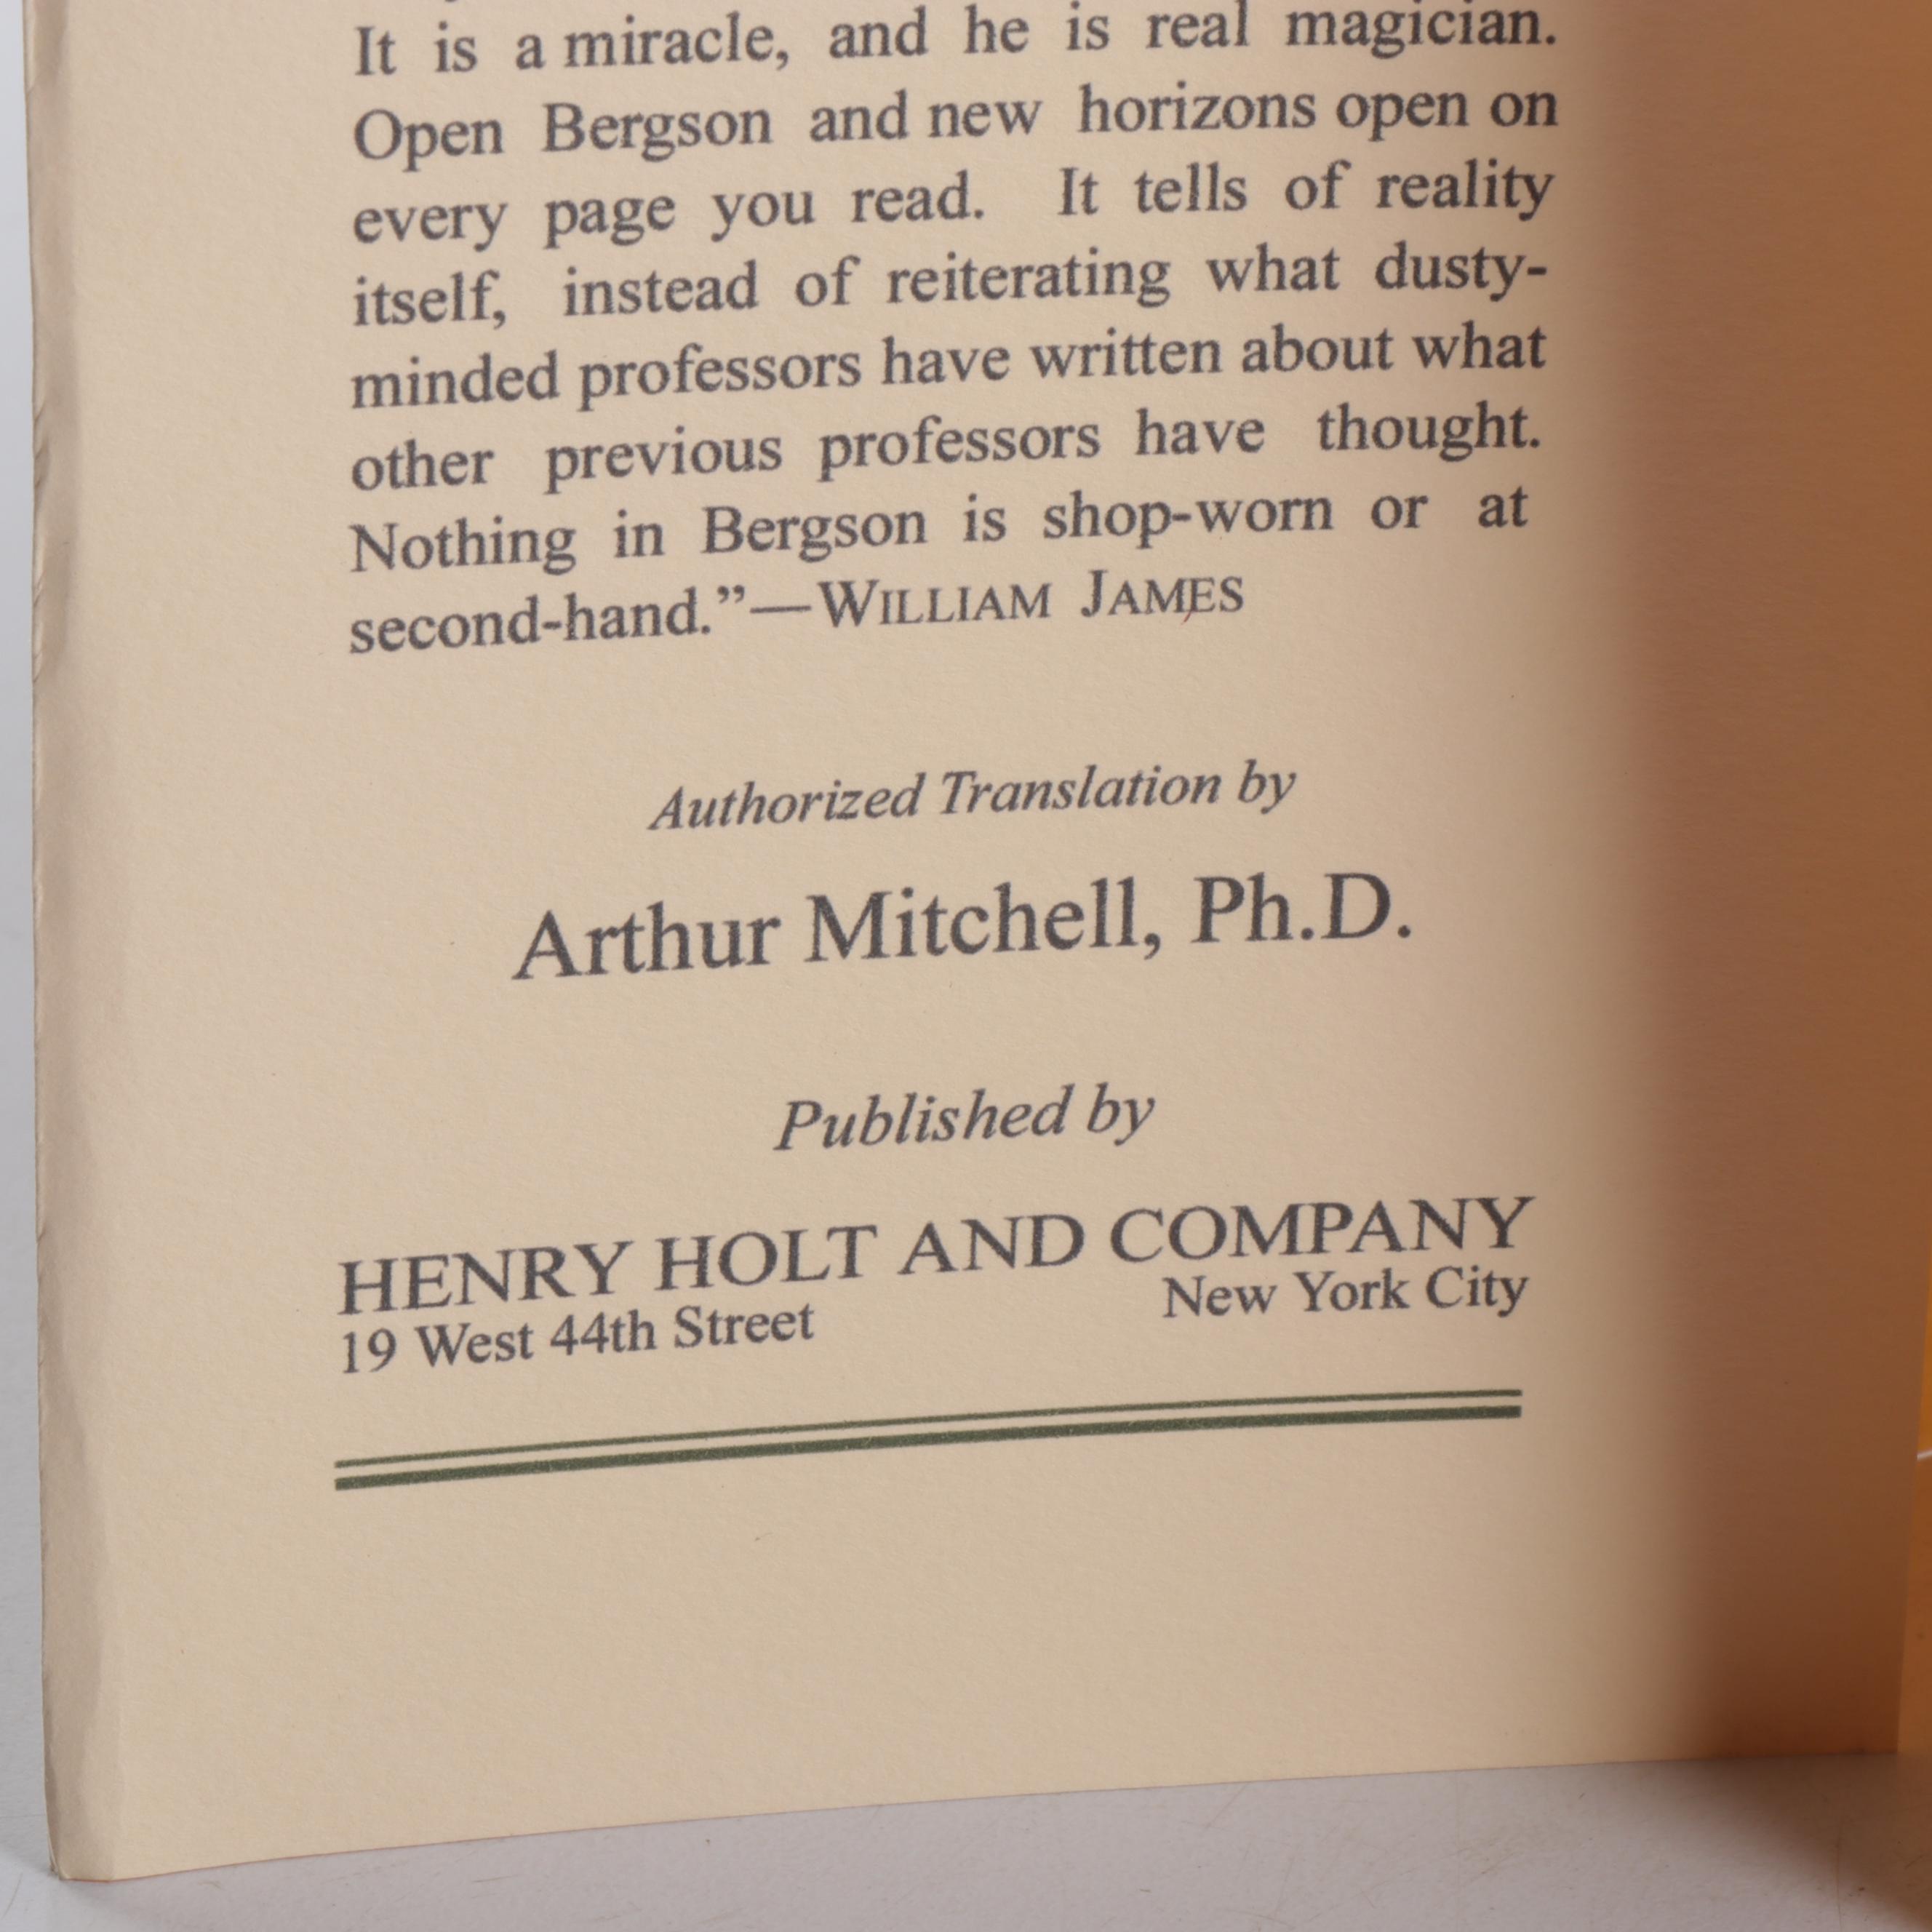 It is a miracle, and he is real magician.
Open Bergson and new horizons open on
every page you read. It tells of reality
itself, instead of reiterating what dusty-
minded professors have written about what
other previous professors have thought.
Nothing in Bergson is shop-worn or at
second-hand.”—WILLIAM JAMES
Authorized Translation by
Arthur Mitchell, Ph.D.
Published by
HENRY HOLT AND COMPANY
19 West 44th Street New York City